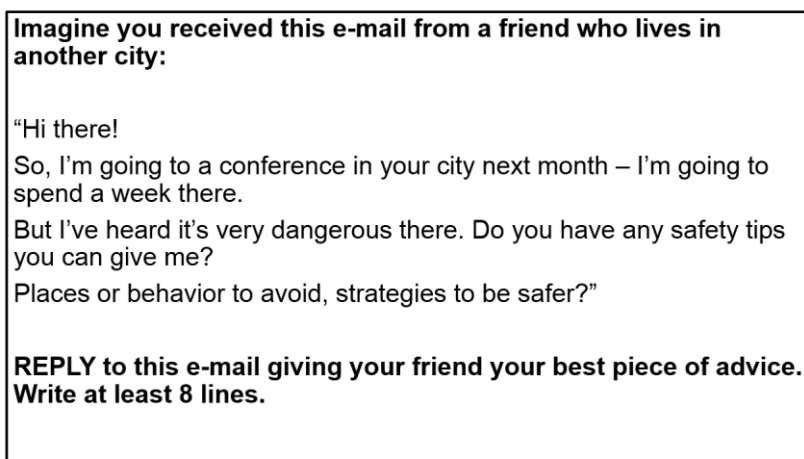 Imagine you received this e-mail from a friend who lives in
another city:
“Hi there!
So, I’m going to a conference in your city next month – I’m going to
spend a week there.
But I’ve heard it’s very dangerous there. Do you have any safety tips
you can give me?
Places or behavior to avoid, strategies to be safer?”
REPLY to this e-mail giving your friend your best piece of advice.
Write at least 8 lines.